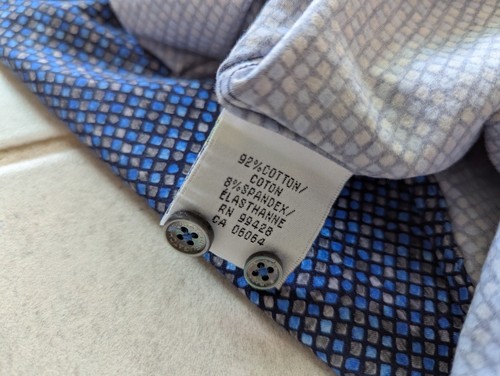 92%COTTON/
COTON
8%SPANDEX/
ÉLASTHANNE
RN 99428
CA 06064